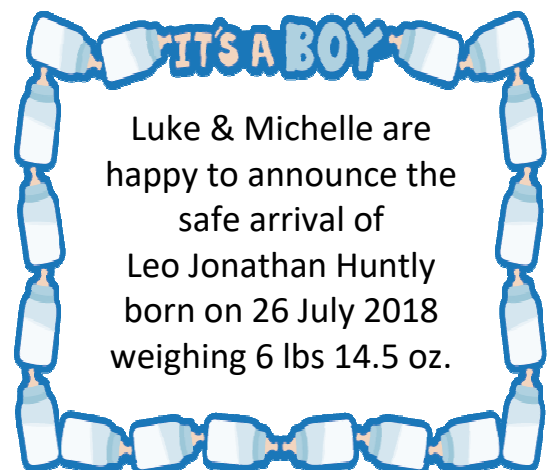 IT'S A BOY
Luke & Michelle are
happy to announce the
safe arrival of
Leo Jonathan Huntly
born on 26 July 2018
weighing 6 lbs 14.5 oz.